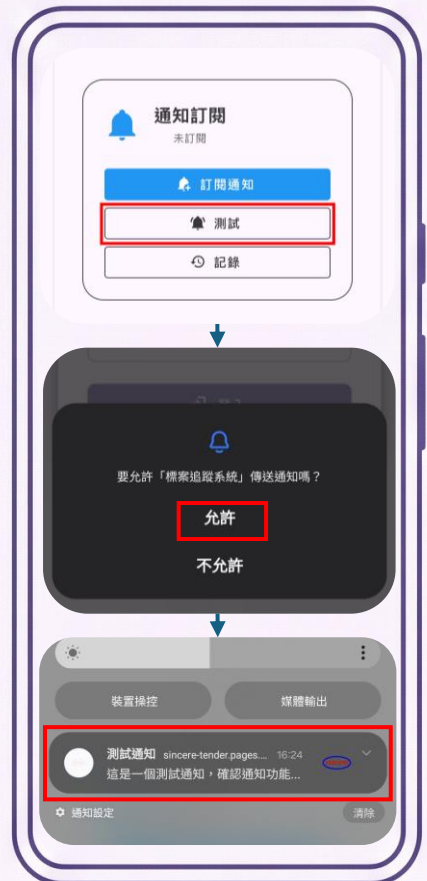 通知訂閱
未訂閱
訂閱通知
測試
記錄
要允許「標案追蹤系統」傳送通知嗎？
允許
不允許
裝置操控
媒體輸出
測試通知 sincere-tender.pages.... 16:24
這是一個測試通知，確認通知功能...
通知設定
清除